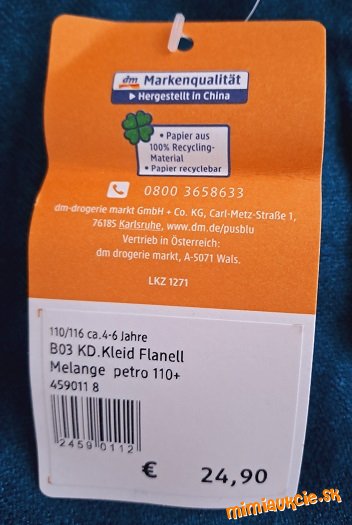 dm Markenqualität
Hergestellt in China
• Papier aus
100% Recycling-
Material
• Papier recyclebar
0800 3658633
dm-drogerie markt GmbH + Co. KG, Carl-Metz-Straße 1,
76185 Karlsruhe, www.dm.de/pusblu
Vertrieb in Österreich:
dm drogerie markt, A-5071 Wals.
LKZ 1271
110/116 ca.4-6 Jahre
B03 KD.Kleid Flanell
Melange petro 110+
459011 8
24590112
€ 24,90
mimiaukcie.sk